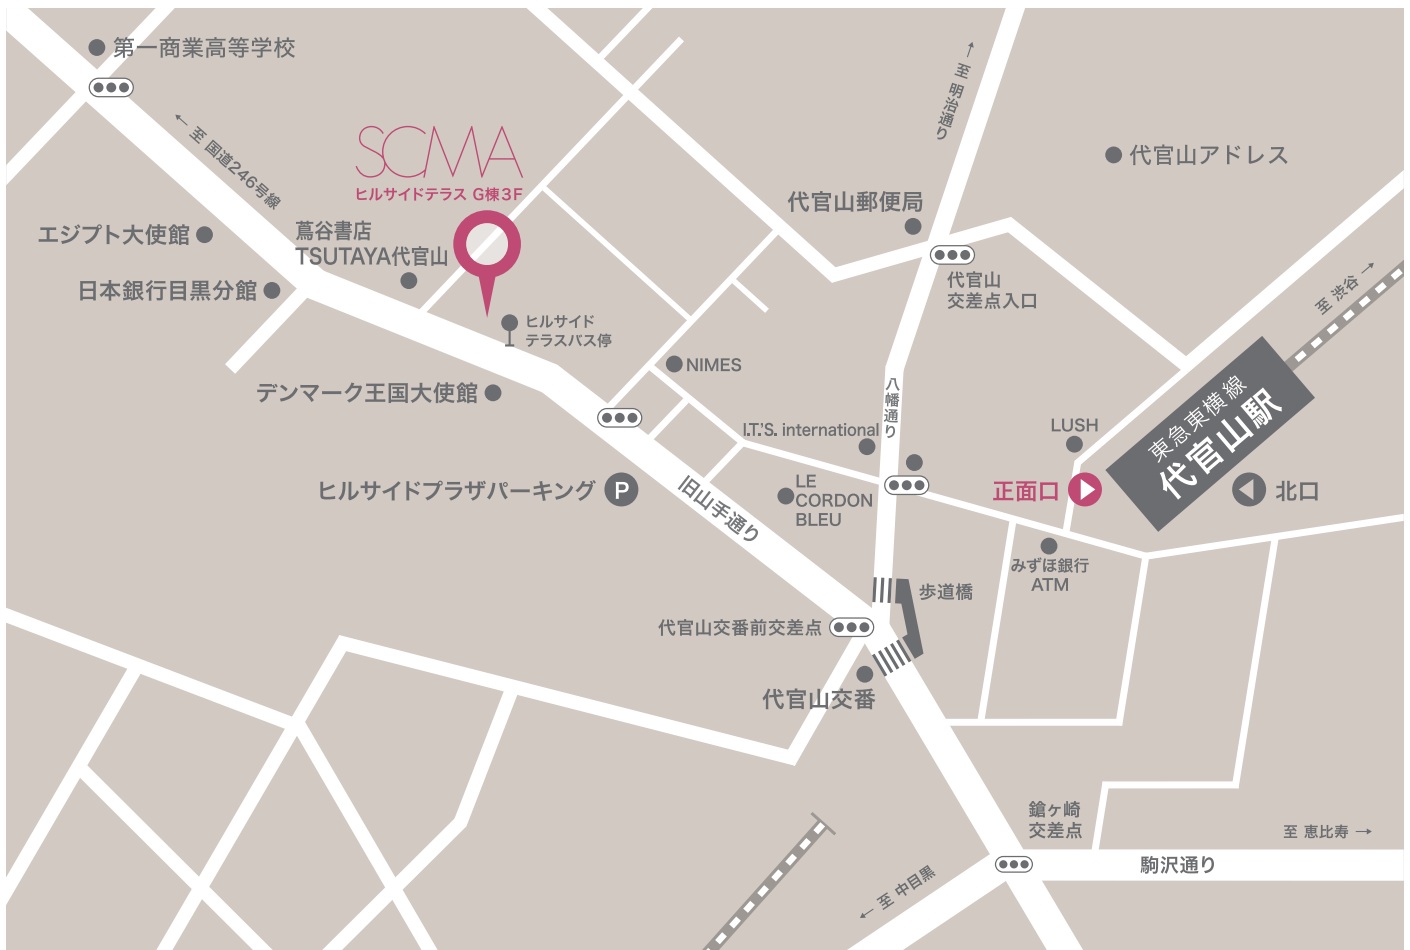 第一商業高等学校
← 至 国道246号線
SCMA
ヒルサイドテラス G棟3F
← 至 明治通り
代官山アドレス
代官山郵便局
エジプト大使館
蔦谷書店
TSUTAYA代官山
日本銀行目黒分館
代官山
交差点入口
至 渋谷 →
ヒルサイド
テラスバス停
NIMES
デンマーク王国大使館
八幡通り
I.T.'S. international
LUSH
東急東横線
代官山駅
ヒルサイドプラザパーキング
P
旧山手通り
LE
CORDON
BLEU
正面口
北口
みずほ銀行
ATM
歩道橋
代官山交番前交差点
代官山交番
鎗ヶ崎
交差点
至 恵比寿 →
駒沢通り
← 至 中目黒